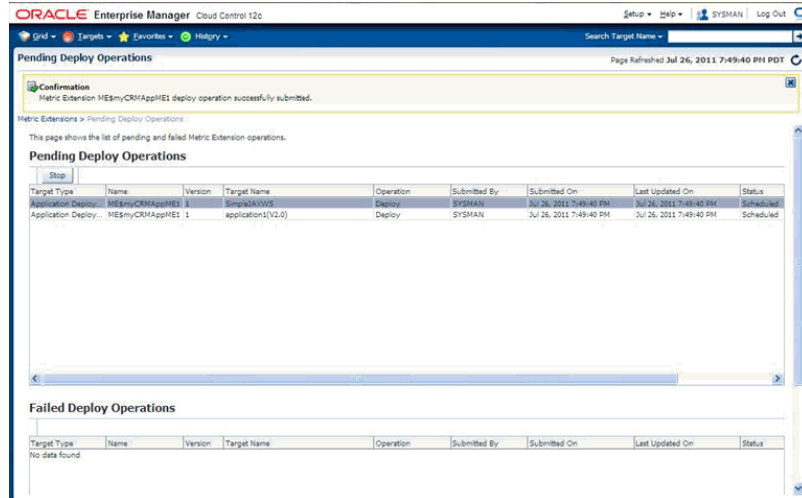 ORACLE Enterprise Manager Cloud Control 12c
Setup Help SYSMAN Log Out
Grid Targets Favorites History Search Target Name
Pending Deploy Operations Page Refreshed Jul 26, 2011 7:49:40 PM PDT
Confirmation
Metric Extension ME$myCRMAppME1 deploy operation successfully submitted.
Metric Extensions > Pending Deploy Operations
This page shows the list of pending and failed Metric Extension operations.
Pending Deploy Operations
Stop
Target Type Name Version Target Name Operation Submitted By Submitted On Last Updated On Status
Application Deploy... ME$myCRMAppME1 1 SimpleJAXWS Deploy SYSMAN Jul 26, 2011 7:49:40 PM Jul 26, 2011 7:49:40 PM Scheduled
Application Deploy... ME$myCRMAppME1 1 application1(V2.0) Deploy SYSMAN Jul 26, 2011 7:49:40 PM Jul 26, 2011 7:49:40 PM Scheduled
Failed Deploy Operations
Target Type Name Version Target Name Operation Submitted By Submitted On Last Updated On Status
No data found